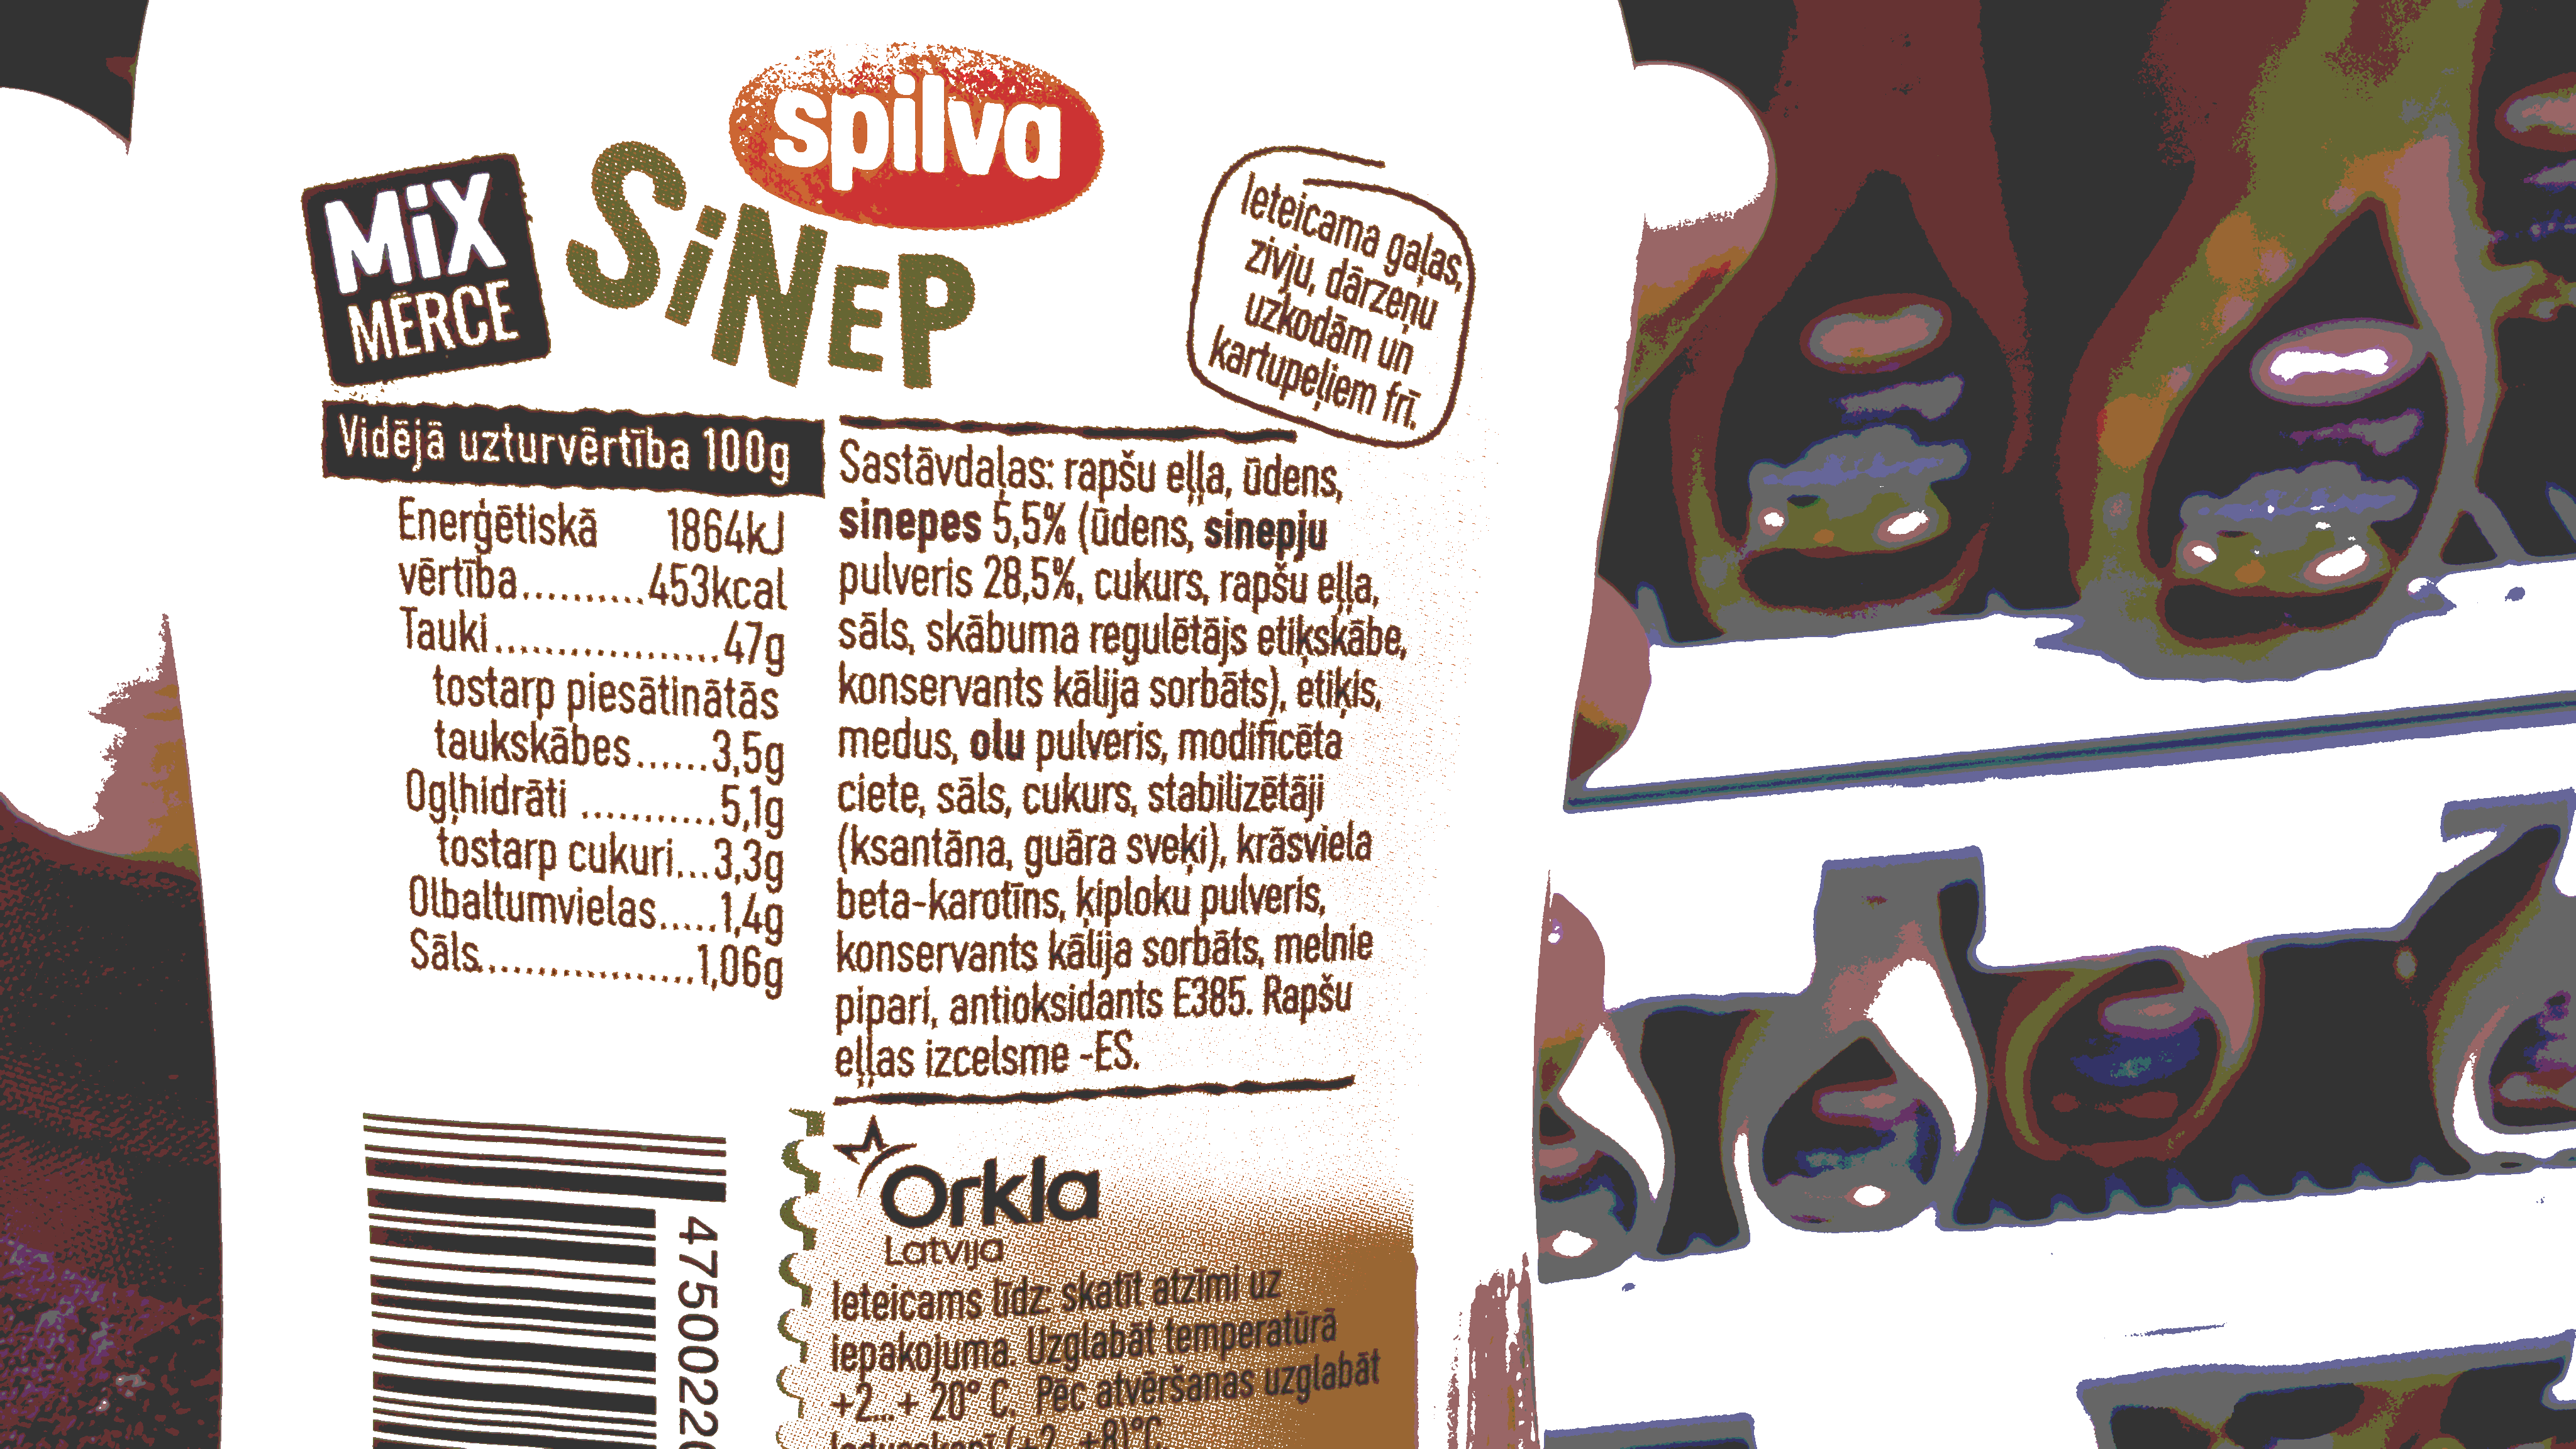 spilva
MiX
MĒRCE
SiNEP
Ieteicama gaļas,
zivju, dārzeņu
uzkodām un
kartupeļiem frī.
Vidējā uzturvērtība 100g
Enerģētiskā 1864kJ
vērtība..........453kcal
Tauki..................47g
tostarp piesātinātās
taukskābes......3,5g
Ogļhidrāti ...........5,1g
tostarp cukuri...3,3g
Olbaltumvielas.....1,4g
Sāls.................1,06g
Sastāvdaļas: rapšu eļļa, ūdens,
sinepes 5,5% (ūdens, sinepju
pulveris 28,5%, cukurs, rapšu eļļa,
sāls, skābuma regulētājs etiķskābe,
konservants kālija sorbāts), etiķis,
medus, olu pulveris, modificēta
ciete, sāls, cukurs, stabilizētāji
(ksantāna, guāra sveķi), krāsviela
beta-karotīns, ķiploku pulveris,
konservants kālija sorbāts, melnie
pipari, antioksidants E385. Rapšu
eļļas izcelsme -ES.
Orkla
Latvija
Ieteicams līdz: skatīt atzīmi uz
iepakojuma. Uzglabāt temperatūrā
+2...+ 20° C. Pēc atvēršanas uzglabāt
47500220